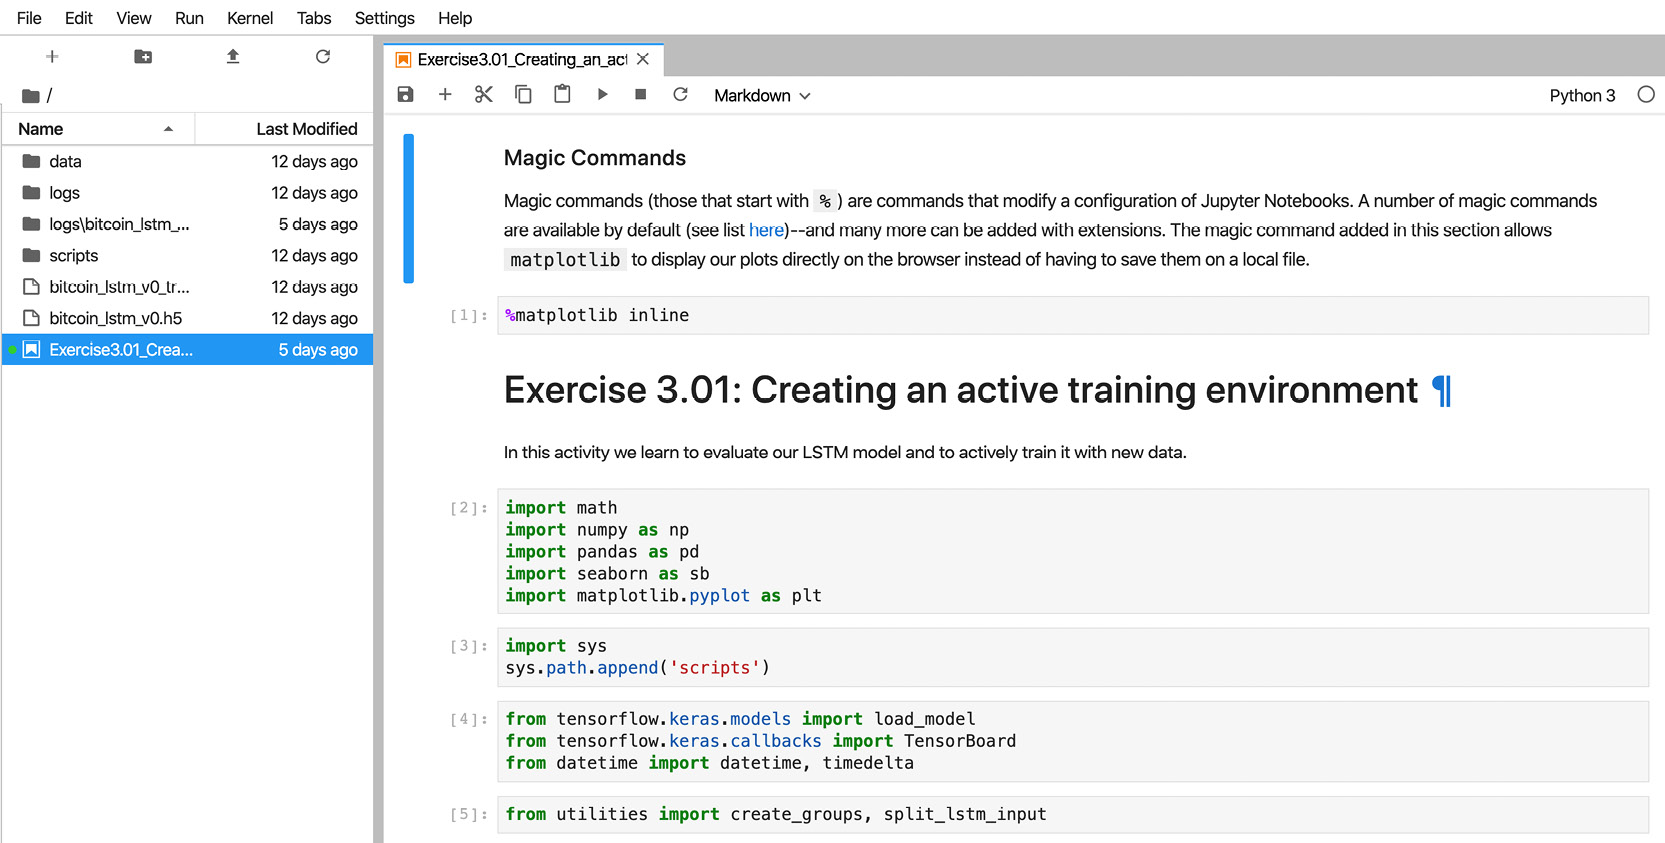 File Edit View Run Kernel Tabs Settings Help
/
Name Last Modified
data 12 days ago
logs 12 days ago
logs\bitcoin_lstm_... 5 days ago
scripts 12 days ago
bitcoin_lstm_v0_tr... 12 days ago
bitcoin_lstm_v0.h5 12 days ago
Exercise3.01_Crea... 5 days ago
Exercise3.01_Creating_an_act
Markdown Python 3
Magic Commands
Magic commands (those that start with % ) are commands that modify a configuration of Jupyter Notebooks. A number of magic commands
are available by default (see list here)--and many more can be added with extensions. The magic command added in this section allows
matplotlib to display our plots directly on the browser instead of having to save them on a local file.
[1]: %matplotlib inline
Exercise 3.01: Creating an active training environment ¶
In this activity we learn to evaluate our LSTM model and to actively train it with new data.
[2]: import math
import numpy as np
import pandas as pd
import seaborn as sb
import matplotlib.pyplot as plt
[3]: import sys
sys.path.append('scripts')
[4]: from tensorflow.keras.models import load_model
from tensorflow.keras.callbacks import TensorBoard
from datetime import datetime, timedelta
[5]: from utilities import create_groups, split_lstm_input